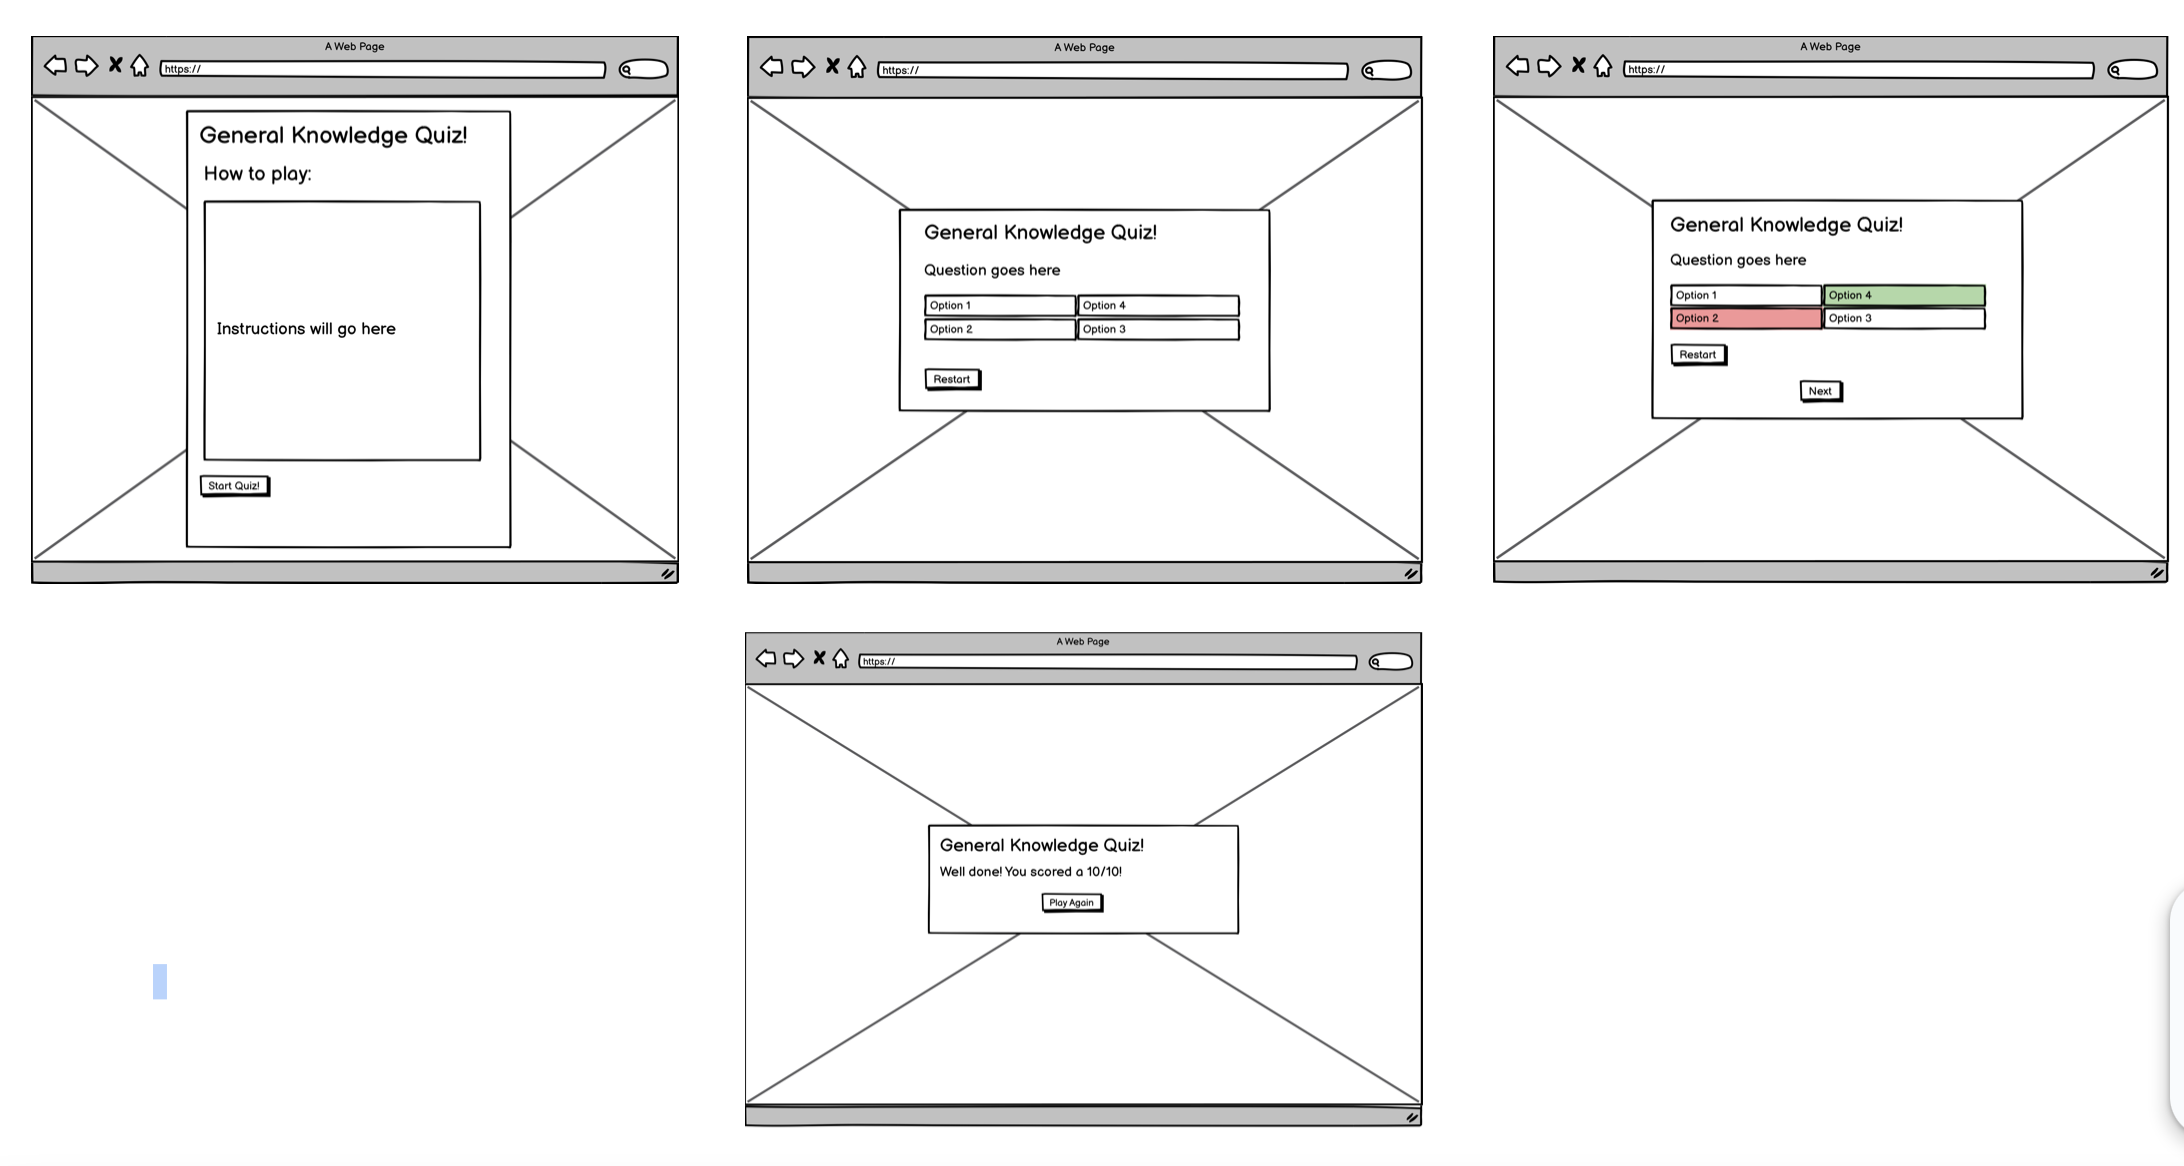 A Web Page
https://
General Knowledge Quiz!
How to play:
Instructions will go here
Start Quiz!
A Web Page
https://
General Knowledge Quiz!
Question goes here
Option 1 Option 4
Option 2 Option 3
Restart
A Web Page
https://
General Knowledge Quiz!
Question goes here
Option 1 Option 4
Option 2 Option 3
Restart
Next
A Web Page
https://
General Knowledge Quiz!
Well done! You scored a 10/10!
Play Again